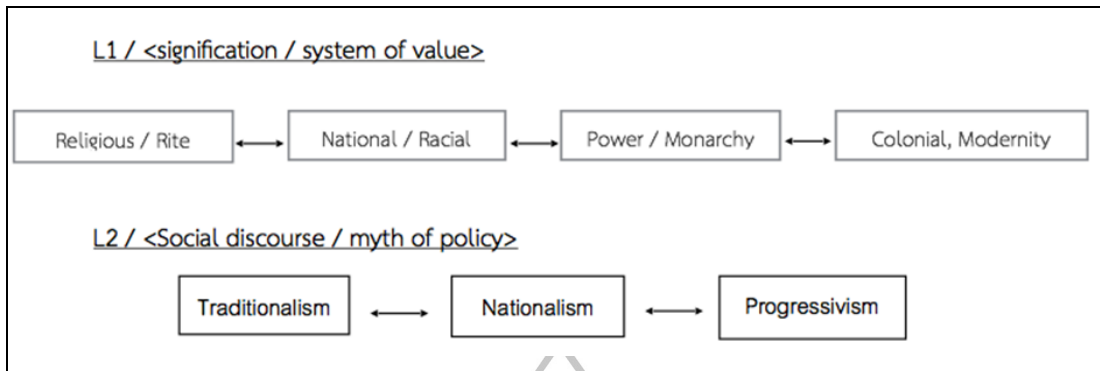 L1 / <signification / system of value>
Religious / Rite
National / Racial
Power / Monarchy
Colonial, Modernity
L2 / <Social discourse / myth of policy>
Traditionalism
Nationalism
Progressivism